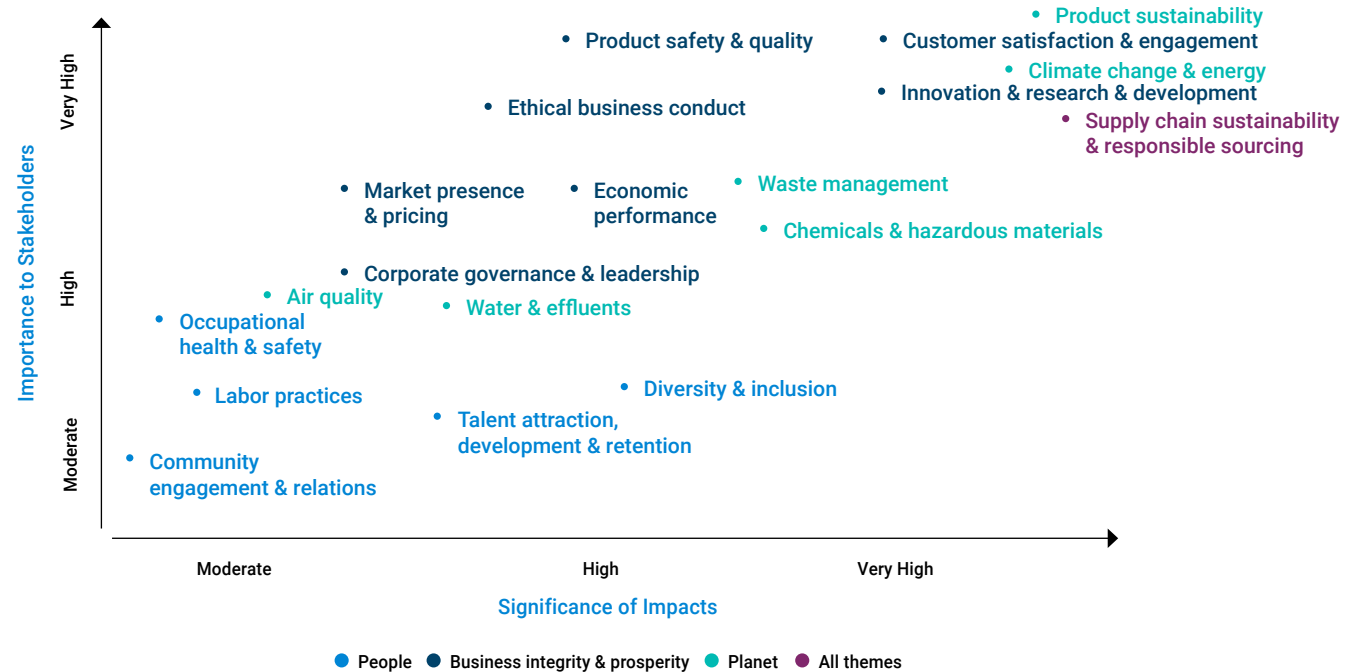 Product sustainability
Product safety & quality
Customer satisfaction & engagement
Climate change & energy
Innovation & research & development
Ethical business conduct
Supply chain sustainability
& responsible sourcing
Market presence
& pricing
Economic
performance
Waste management
Chemicals & hazardous materials
Corporate governance & leadership
Air quality
Water & effluents
Occupational
health & safety
Labor practices
Diversity & inclusion
Talent attraction,
development & retention
Community
engagement & relations
Importance to Stakeholders
Very High
High
Moderate
Moderate
High
Very High
Significance of Impacts
People
Business integrity & prosperity
Planet
All themes